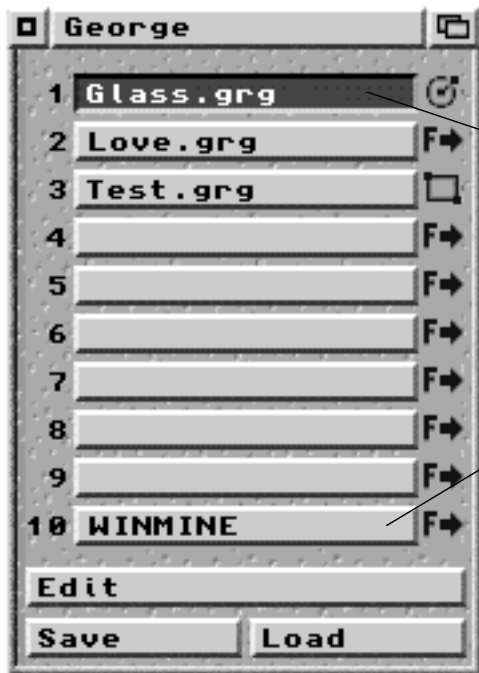 George
1 Glass.grg
2 Love.grg F
3 Test.grg
4 F
5 F
6 F
7 F
8 F
9 F
10 WINMINE F
Edit
Save Load